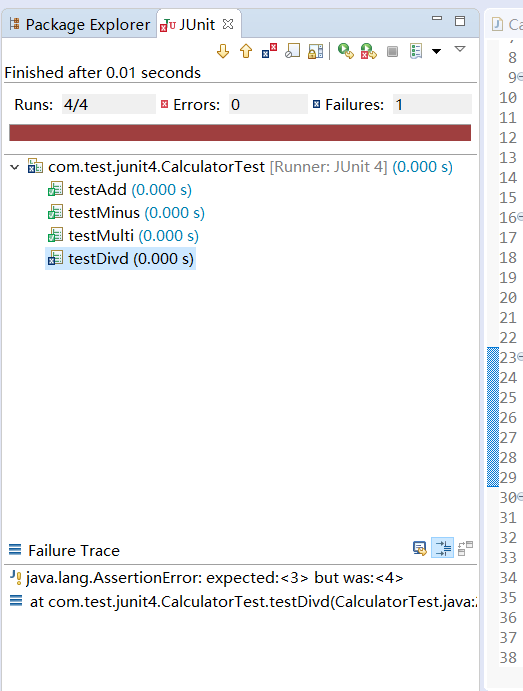 Package Explorer JUnit
Finished after 0.01 seconds
Runs: 4/4 Errors: 0 Failures: 1
com.test.junit4.CalculatorTest [Runner: JUnit 4] (0.000 s)
testAdd (0.000 s)
testMinus (0.000 s)
testMulti (0.000 s)
testDivd (0.000 s)
Failure Trace
java.lang.AssertionError: expected:<3> but was:<4>
at com.test.junit4.CalculatorTest.testDivd(CalculatorTest.java:
Ca
8
9
10
11
12
13
14
15
16
17
18
19
20
21
22
23
24
25
26
27
28
29
30
31
32
33
34
35
36
37
38